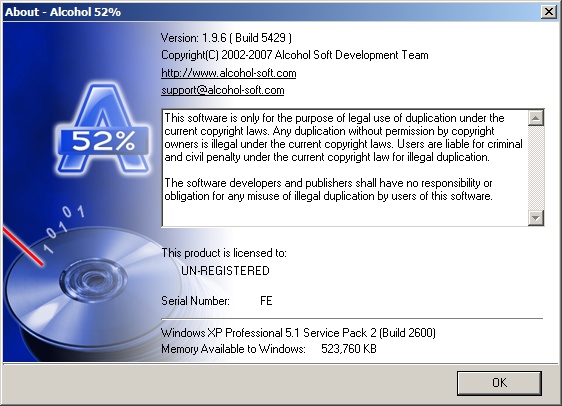 About - Alcohol 52%
Version: 1.9.6 ( Build 5429 )
Copyright(C) 2002-2007 Alcohol Soft Development Team
http://www.alcohol-soft.com
support@alcohol-soft.com
A
52%
This software is only for the purpose of legal use of duplication under the
current copyright laws. Any duplication without permission by copyright
owners is illegal under the current copyright laws. Users are liable for criminal
and civil penalty under the current copyright law for illegal duplication.
The software developers and publishers shall have no responsibility or
obligation for any misuse of illegal duplication by users of this software.
10101
This product is licensed to:
UN-REGISTERED
Serial Number: FE
Windows XP Professional 5.1 Service Pack 2 (Build 2600)
Memory Available to Windows: 523,760 KB
OK